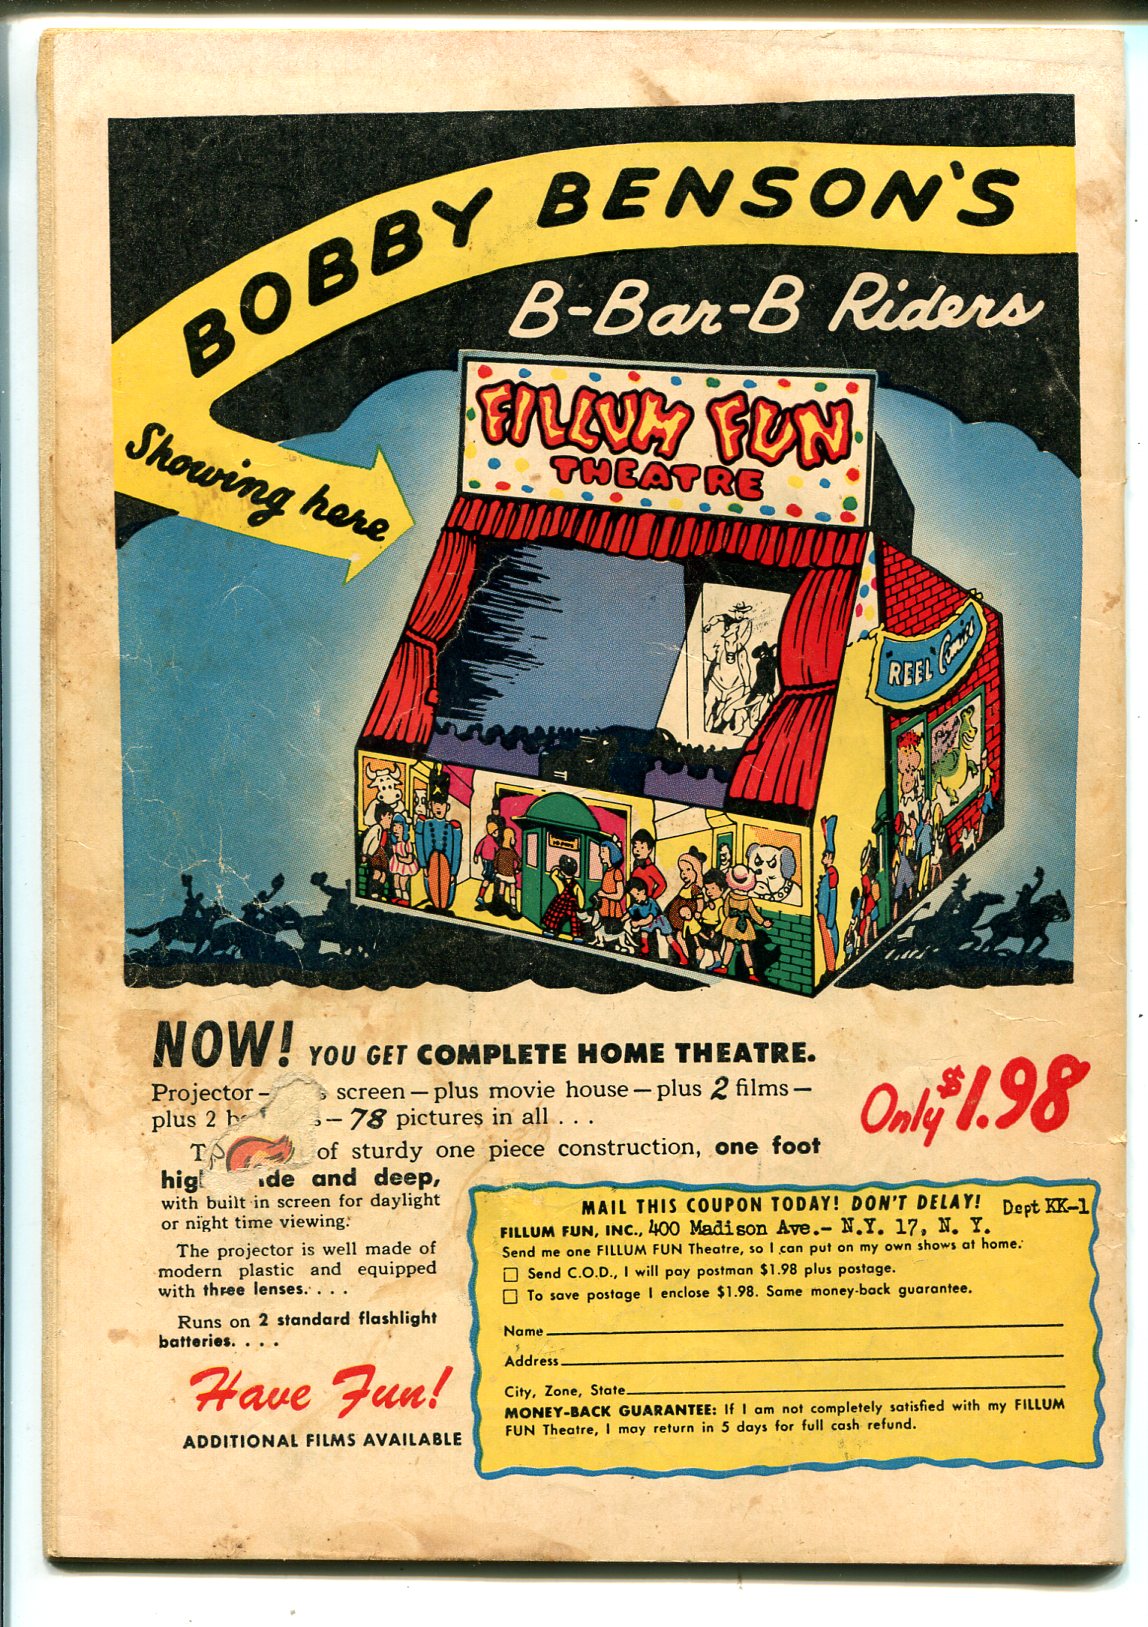 BOBBY BENSON'S
B-Bar-B Riders
Showing here
FILLUM FUN
THEATRE
"REEL" Comics
NOW! YOU GET COMPLETE HOME THEATRE.
Projector— screen—plus movie house—plus 2 films—
plus 2 — 78 pictures in all . . .
of sturdy one piece construction, one foot
and deep,
with built in screen for daylight
or night time viewing.
The projector is well made of
modern plastic and equipped
with three lenses. . . .
Runs on 2 standard flashlight
batteries. . . .
Have Fun!
ADDITIONAL FILMS AVAILABLE
Only $1.98
MAIL THIS COUPON TODAY! DON'T DELAY! Dept KK-1
FILLUM FUN, INC., 400 Madison Ave.- N.Y. 17, N. Y.
Send me one FILLUM FUN Theatre, so I can put on my own shows at home.
Send C.O.D., I will pay postman $1.98 plus postage.
To save postage I enclose $1.98. Same money-back guarantee.
Name
Address
City, Zone, State
MONEY-BACK GUARANTEE: If I am not completely satisfied with my FILLUM
FUN Theatre, I may return in 5 days for full cash refund.